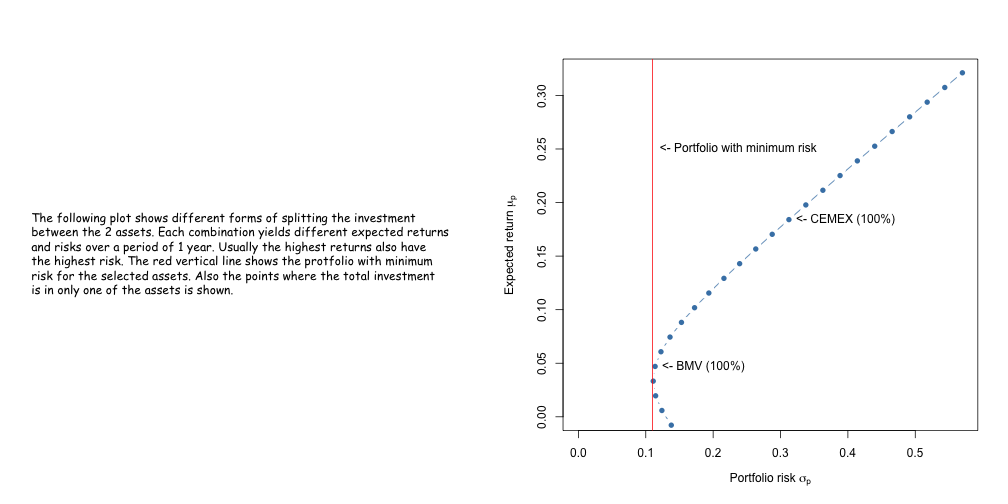 The following plot shows different forms of splitting the investment
between the 2 assets. Each combination yields different expected returns
and risks over a period of 1 year. Usually the highest returns also have
the highest risk. The red vertical line shows the protfolio with minimum
risk for the selected assets. Also the points where the total investment
is in only one of the assets is shown.
Expected return μp
0.30
0.25
0.20
0.15
0.10
0.05
0.00
<- Portfolio with minimum risk
<- CEMEX (100%)
<- BMV (100%)
0.0 0.1 0.2 0.3 0.4 0.5
Portfolio risk σp